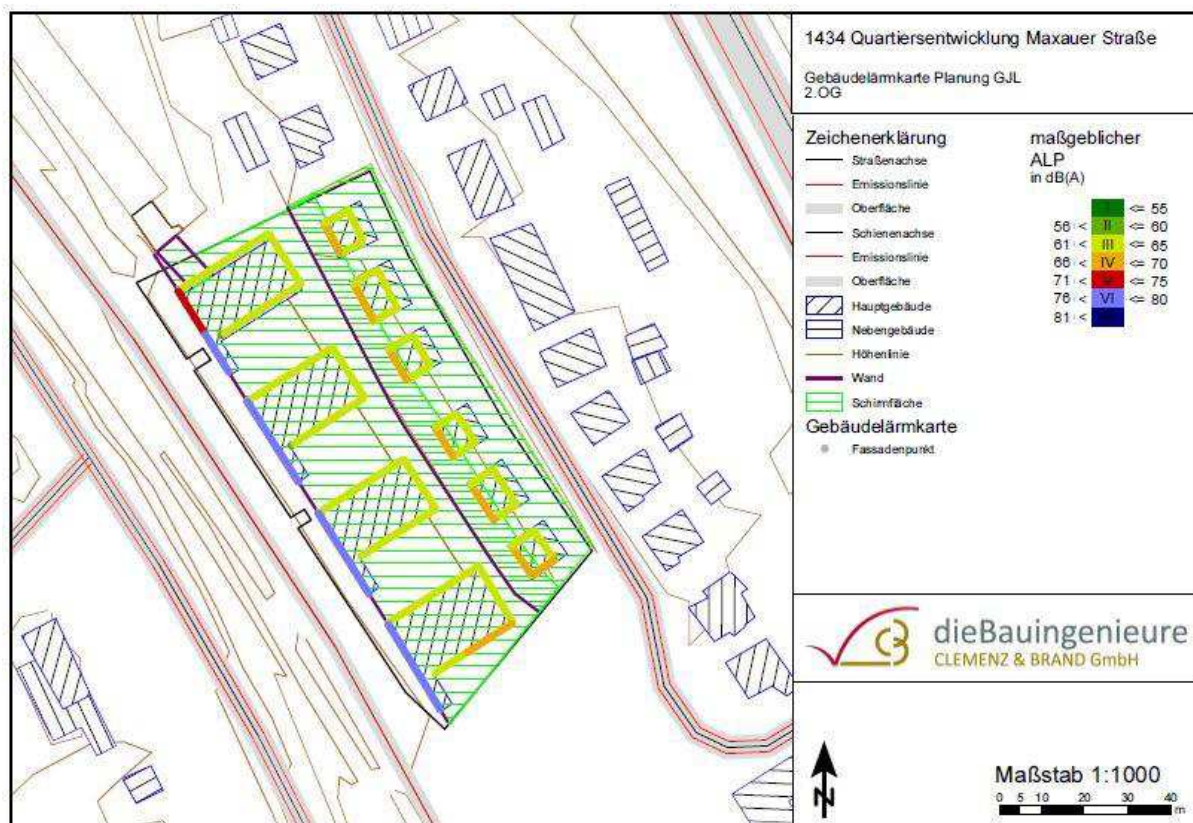 1434 Quartiersentwicklung Maxauer Straße
Gebäudelärmkarte Planung GJL
2.OG
Zeichenerklärung
Straßenachse
Emissionslinie
Oberfläche
Schienenachse
Emissionslinie
Oberfläche
Hauptgebäude
Nebengebäude
Höhenlinie
Wand
Schirmfläche
Gebäudelärmkarte
Fassadenpunkt
maßgeblicher
ALP
in dB(A)
I <= 55
56 < II <= 60
61 < III <= 65
66 < IV <= 70
71 < V <= 75
76 < VI <= 80
81 <
dieBauingenieure
CLEMENZ & BRAND GmbH
N
Maßstab 1:1000
0 5 10 20 30 40
m